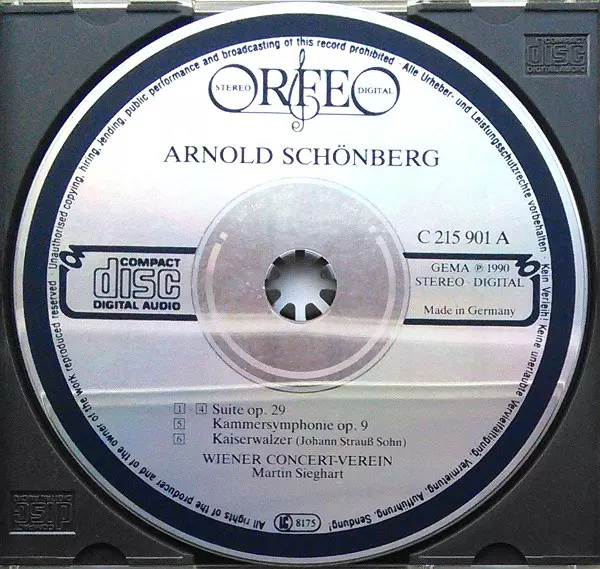 Unauthorised copying, hiring, lending, public performance and broadcasting of this record prohibited · Alle Urheber- und Leistungsschutzrechte vorbehalten · Kein Verleih! Keine unerlaubte Vervielfältigung, Vermietung, Aufführung, Sendung!
ORFEO
STEREO DIGITAL
ARNOLD SCHÖNBERG
C 215 901 A
GEMA ℗ 1990
STEREO · DIGITAL
Made in Germany
COMPACT
disc
DIGITAL AUDIO
1 - 4 Suite op. 29
5 Kammersymphonie op. 9
6 Kaiserwalzer (Johann Strauß Sohn)
WIENER CONCERT-VEREIN
Martin Sieghart
LC 8175
All rights of the producer and of the owner of the work reproduced reserved
disc
disc